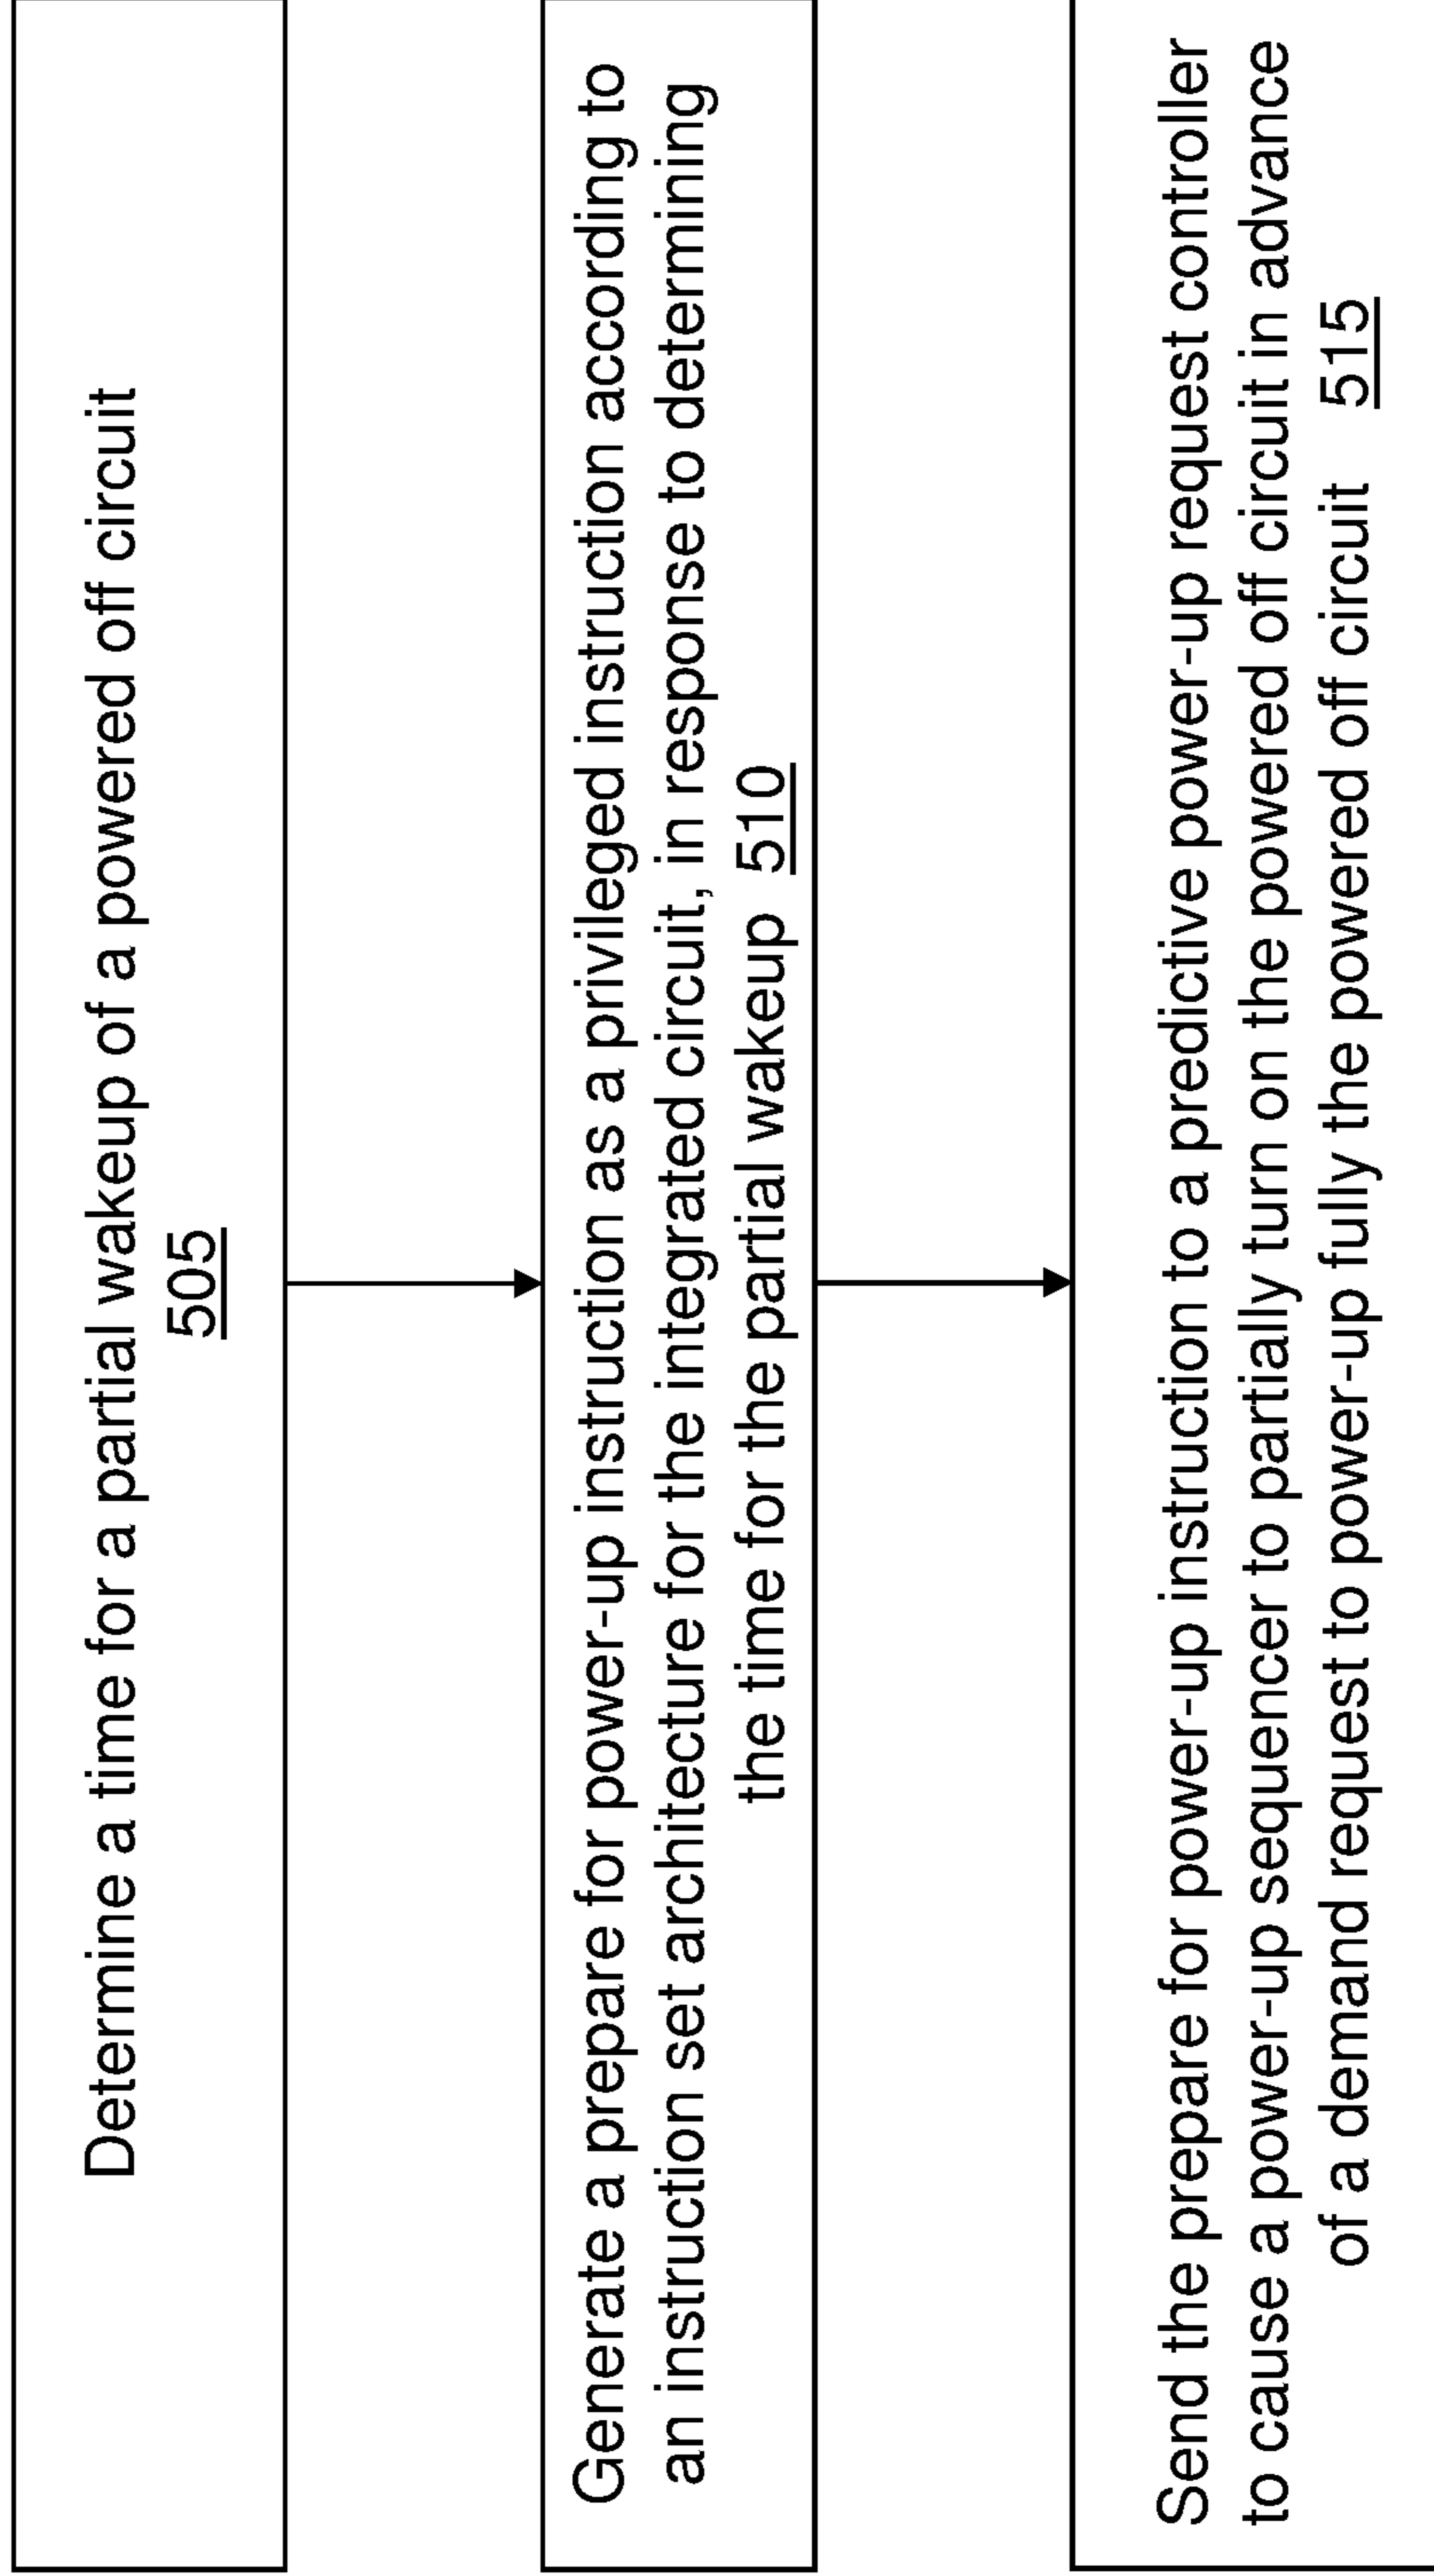 Determine a time for a partial wakeup of a powered off circuit
505
Generate a prepare for power-up instruction as a privileged instruction according to
an instruction set architecture for the integrated circuit, in response to determining
the time for the partial wakeup 510
Send the prepare for power-up instruction to a predictive power-up request controller
to cause a power-up sequencer to partially turn on the powered off circuit in advance
of a demand request to power-up fully the powered off circuit 515